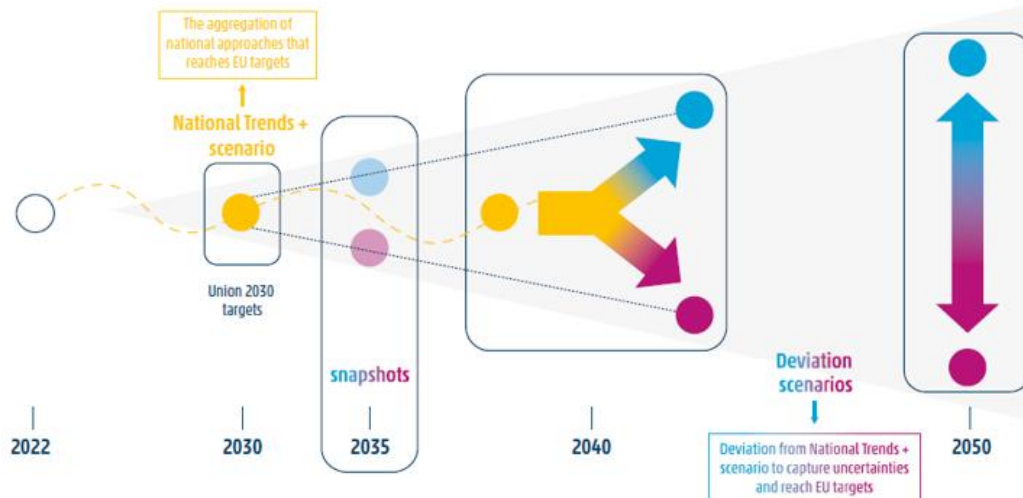 The aggregation of
national approaches that
reaches EU targets
National Trends +
scenario
Union 2030
targets
snapshots
Deviation
scenarios
2022
2030
2035
2040
2050
Deviation from National Trends +
scenario to capture uncertainties
and reach EU targets